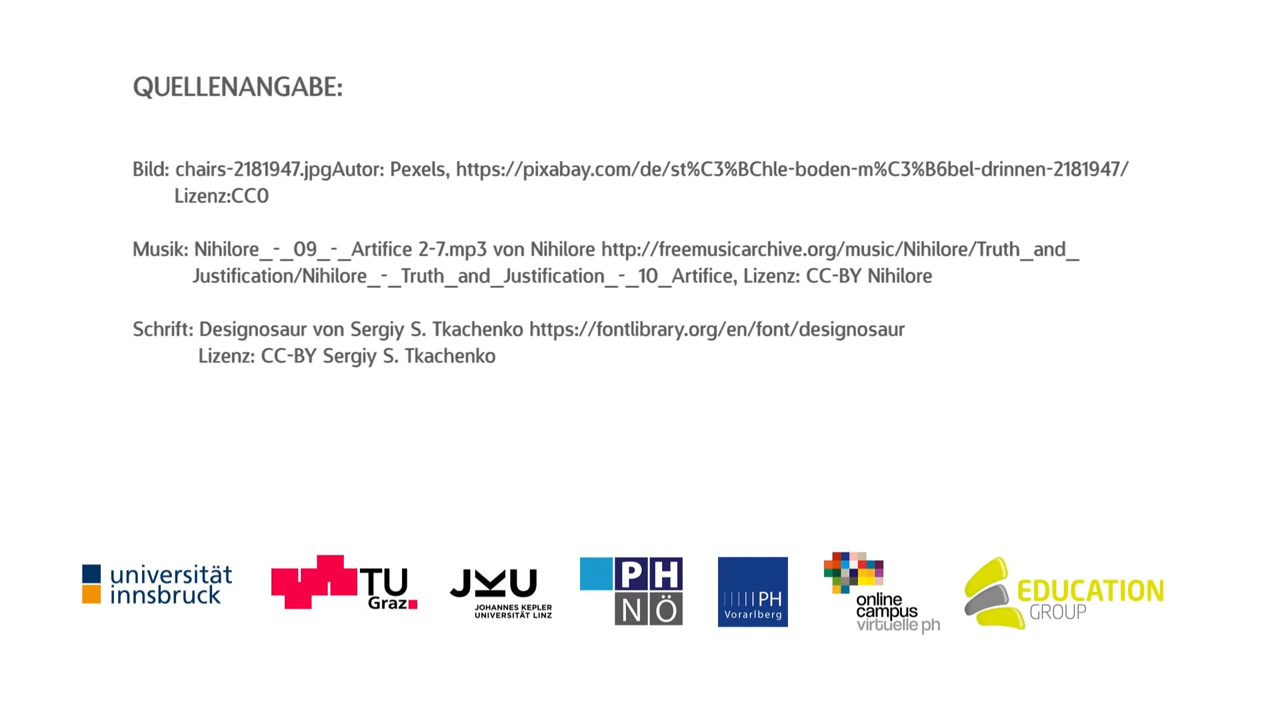 QUELLENANGABE:
Bild: chairs-2181947.jpgAutor: Pexels, https://pixabay.com/de/st%C3%BChle-boden-m%C3%B6bel-drinnen-2181947/
Lizenz:CC0
Musik: Nihilore_-_09_-_Artifice 2-7.mp3 von Nihilore http://freemusicarchive.org/music/Nihilore/Truth_and_
Justification/Nihilore_-_Truth_and_Justification_-_10_Artifice, Lizenz: CC-BY Nihilore
Schrift: Designosaur von Sergiy S. Tkachenko https://fontlibrary.org/en/font/designosaur
Lizenz: CC-BY Sergiy S. Tkachenko
universität
innsbruck
TU
Graz
JKU
JOHANNES KEPLER
UNIVERSITÄT LINZ
PH
NÖ
PH
Vorarlberg
online
campus
virtuelle ph
EDUCATION
GROUP